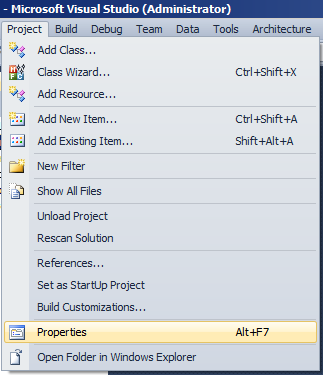 - Microsoft Visual Studio (Administrator)
Project Build Debug Team Data Tools Architecture
Add Class...
Class Wizard... Ctrl+Shift+X
Add Resource...
Add New Item... Ctrl+Shift+A
Add Existing Item... Shift+Alt+A
New Filter
Show All Files
Unload Project
Rescan Solution
References...
Set as StartUp Project
Build Customizations...
Properties Alt+F7
Open Folder in Windows Explorer